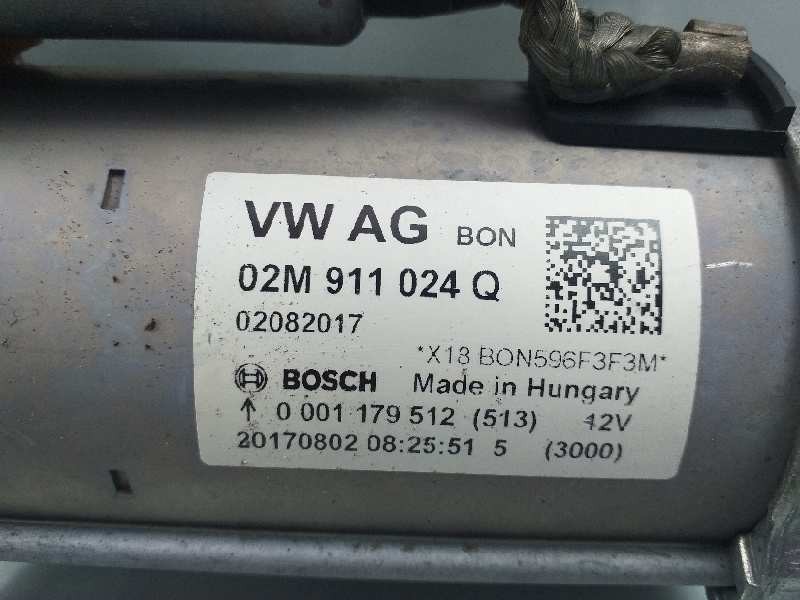 VW AG BON
02M 911 024 Q
02082017
*X18 BON596F3F3M*
BOSCH Made in Hungary
↑ 0 001 179 512 (513) 12V
20170802 08:25:51 5 (3000)